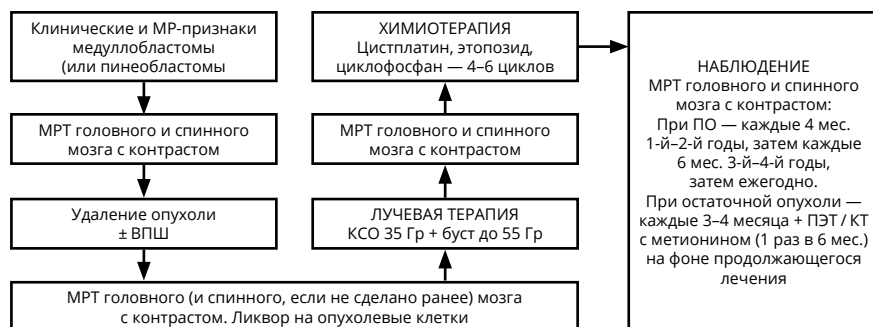 Клинические и МР-признаки
медуллобластомы
(или пинеобластомы
МРТ головного и спинного
мозга с контрастом
Удаление опухоли
± ВПШ
МРТ головного (и спинного, если не сделано ранее) мозга
с контрастом. Ликвор на опухолевые клетки
ЛУЧЕВАЯ ТЕРАПИЯ
КСО 35 Гр + буст до 55 Гр
МРТ головного и спинного
мозга с контрастом
ХИМИОТЕРАПИЯ
Цистплатин, этопозид,
циклофосфан — 4–6 циклов
НАБЛЮДЕНИЕ
МРТ головного и спинного
мозга с контрастом:
При ПО — каждые 4 мес.
1-й–2-й годы, затем каждые
6 мес. 3-й–4-й годы,
затем ежегодно.
При остаточной опухоли —
каждые 3–4 месяца + ПЭТ / КТ
с метионином (1 раз в 6 мес.)
на фоне продолжающегося
лечения